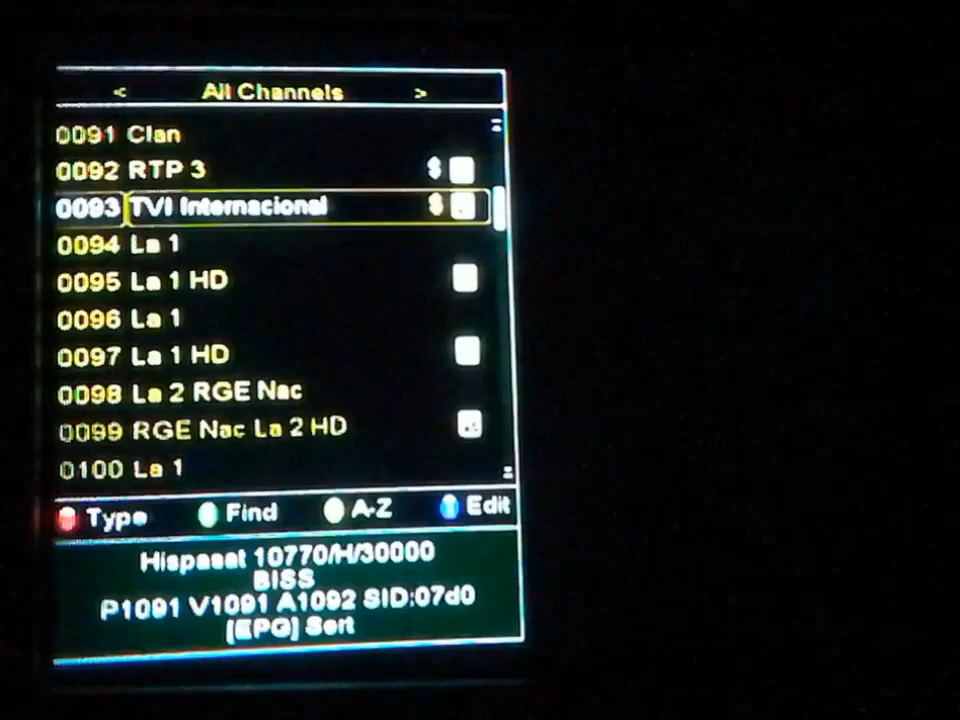 < All Channels >
0091 Clan
0092 RTP 3 $
0093 TVI Internacional $
0094 La 1
0095 La 1 HD
0096 La 1
0097 La 1 HD
0098 La 2 RGE Nac
0099 RGE Nac La 2 HD
0100 La 1
Type Find A-Z Edit
Hispasat 10770/H/30000
BISS
P1091 V1091 A1092 SID:07d0
[EPG] Sort